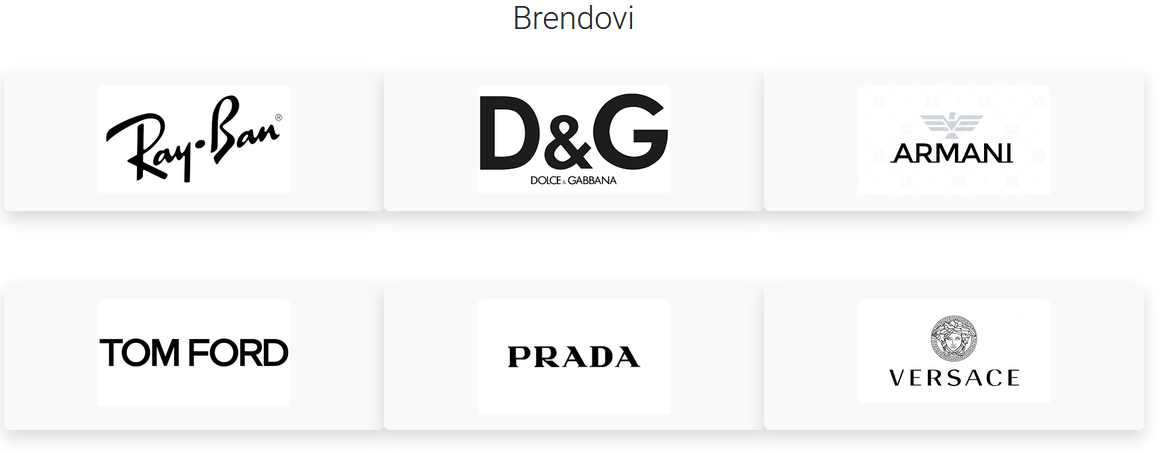 Brendovi
Ray·Ban®
D&G
DOLCE & GABBANA
ARMANI
TOM FORD
PRADA
VERSACE